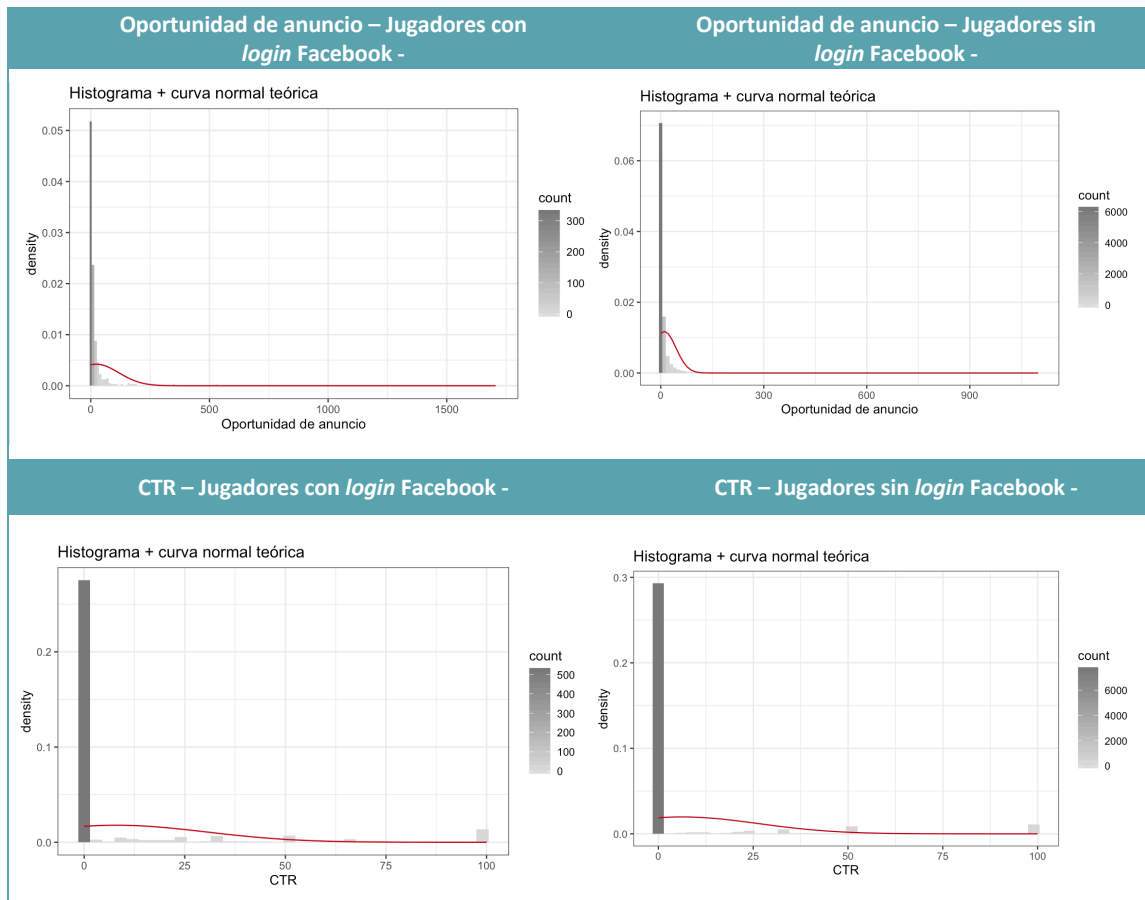 Oportunidad de anuncio – Jugadores con
login Facebook -
Oportunidad de anuncio – Jugadores sin
login Facebook -
Histograma + curva normal teórica
0.05
0.04
0.03
0.02
0.01
0.00
density
0
500
1000
1500
Oportunidad de anuncio
count
300
200
100
0
Histograma + curva normal teórica
0.06
0.04
0.02
0.00
density
0
300
600
900
Oportunidad de anuncio
count
6000
4000
2000
0
CTR – Jugadores con login Facebook -
CTR – Jugadores sin login Facebook -
Histograma + curva normal teórica
0.2
0.1
0.0
density
0
25
50
75
100
CTR
count
500
400
300
200
100
0
Histograma + curva normal teórica
0.3
0.2
0.1
0.0
density
0
25
50
75
100
CTR
count
6000
4000
2000
0